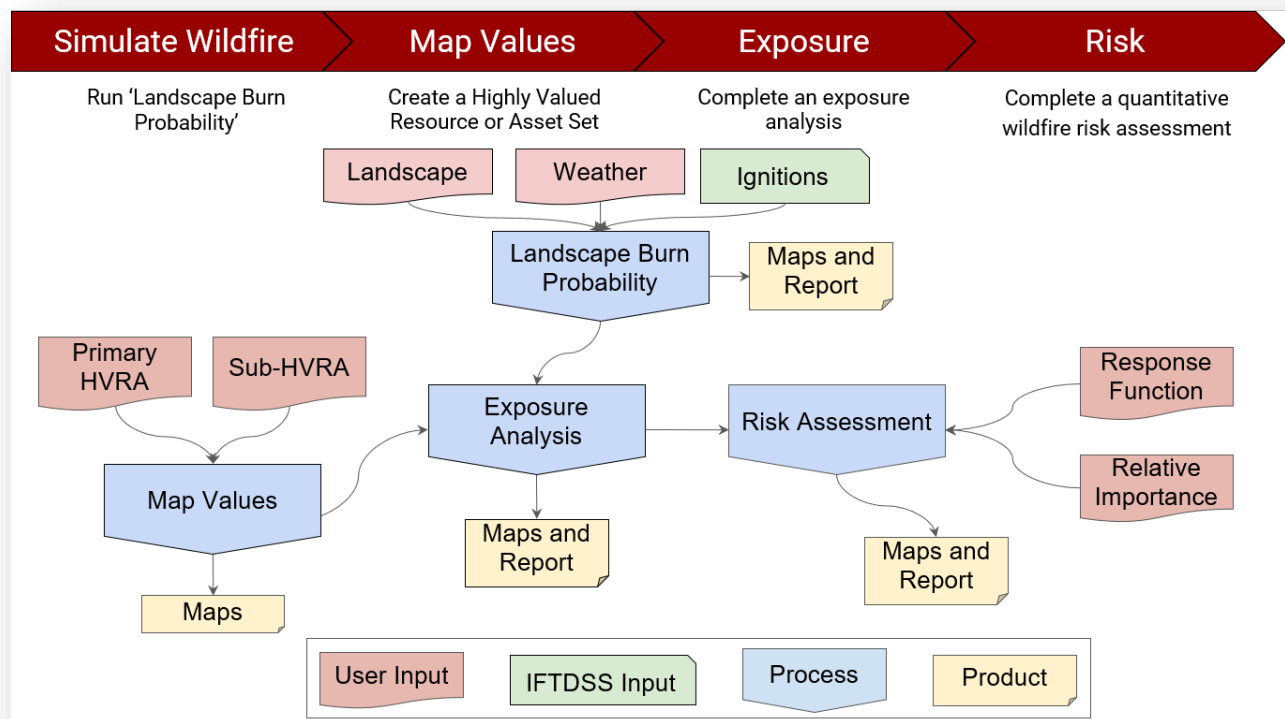 Simulate Wildfire
Map Values
Exposure
Risk
Run ‘Landscape Burn
Probability’
Create a Highly Valued
Resource or Asset Set
Complete an exposure
analysis
Complete a quantitative
wildfire risk assessment
Landscape
Weather
Ignitions
Landscape Burn
Probability
Maps and
Report
Primary
HVRA
Sub-HVRA
Exposure
Analysis
Risk Assessment
Response
Function
Relative
Importance
Map Values
Maps and
Report
Maps and
Report
Maps
User Input
IFTDSS Input
Process
Product